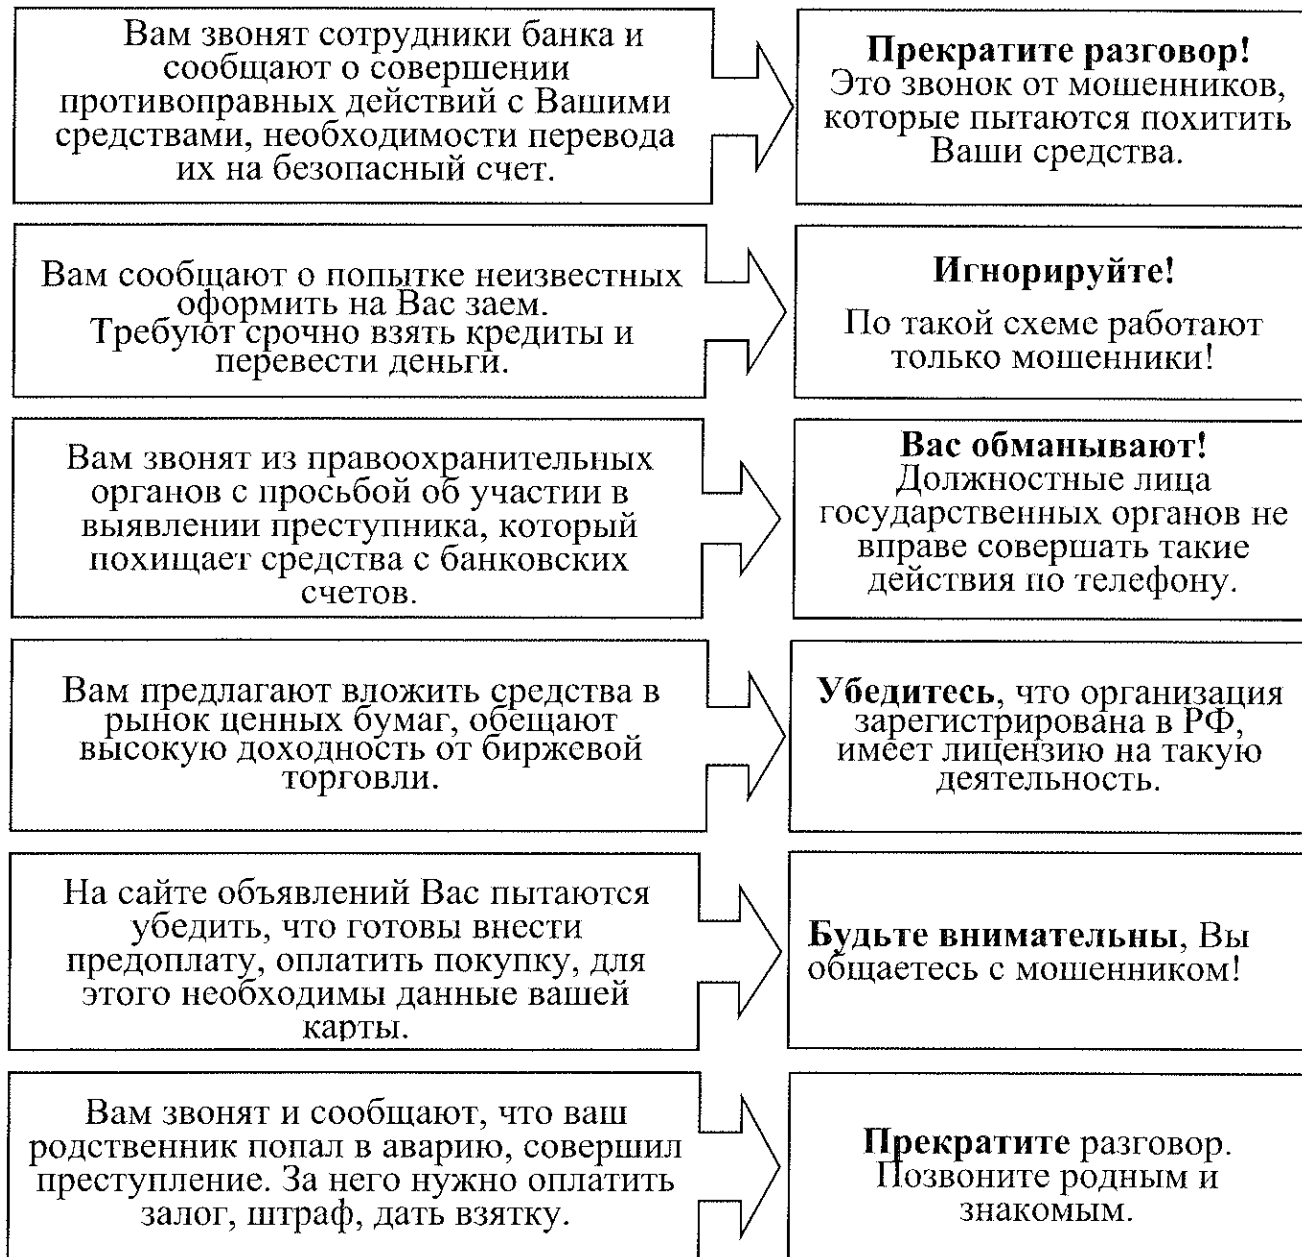 Вам звонят сотрудники банка и
сообщают о совершении
противоправных действий с Вашими
средствами, необходимости перевода
их на безопасный счет.
Прекратите разговор!
Это звонок от мошенников,
которые пытаются похитить
Ваши средства.
Вам сообщают о попытке неизвестных
оформить на Вас заем.
Требуют срочно взять кредиты и
перевести деньги.
Игнорируйте!
По такой схеме работают
только мошенники!
Вам звонят из правоохранительных
органов с просьбой об участии в
выявлении преступника, который
похищает средства с банковских
счетов.
Вас обманывают!
Должностные лица
государственных органов не
вправе совершать такие
действия по телефону.
Вам предлагают вложить средства в
рынок ценных бумаг, обещают
высокую доходность от биржевой
торговли.
Убедитесь, что организация
зарегистрирована в РФ,
имеет лицензию на такую
деятельность.
На сайте объявлений Вас пытаются
убедить, что готовы внести
предоплату, оплатить покупку, для
этого необходимы данные вашей
карты.
Будьте внимательны, Вы
общаетесь с мошенником!
Вам звонят и сообщают, что ваш
родственник попал в аварию, совершил
преступление. За него нужно оплатить
залог, штраф, дать взятку.
Прекратите разговор.
Позвоните родным и
знакомым.